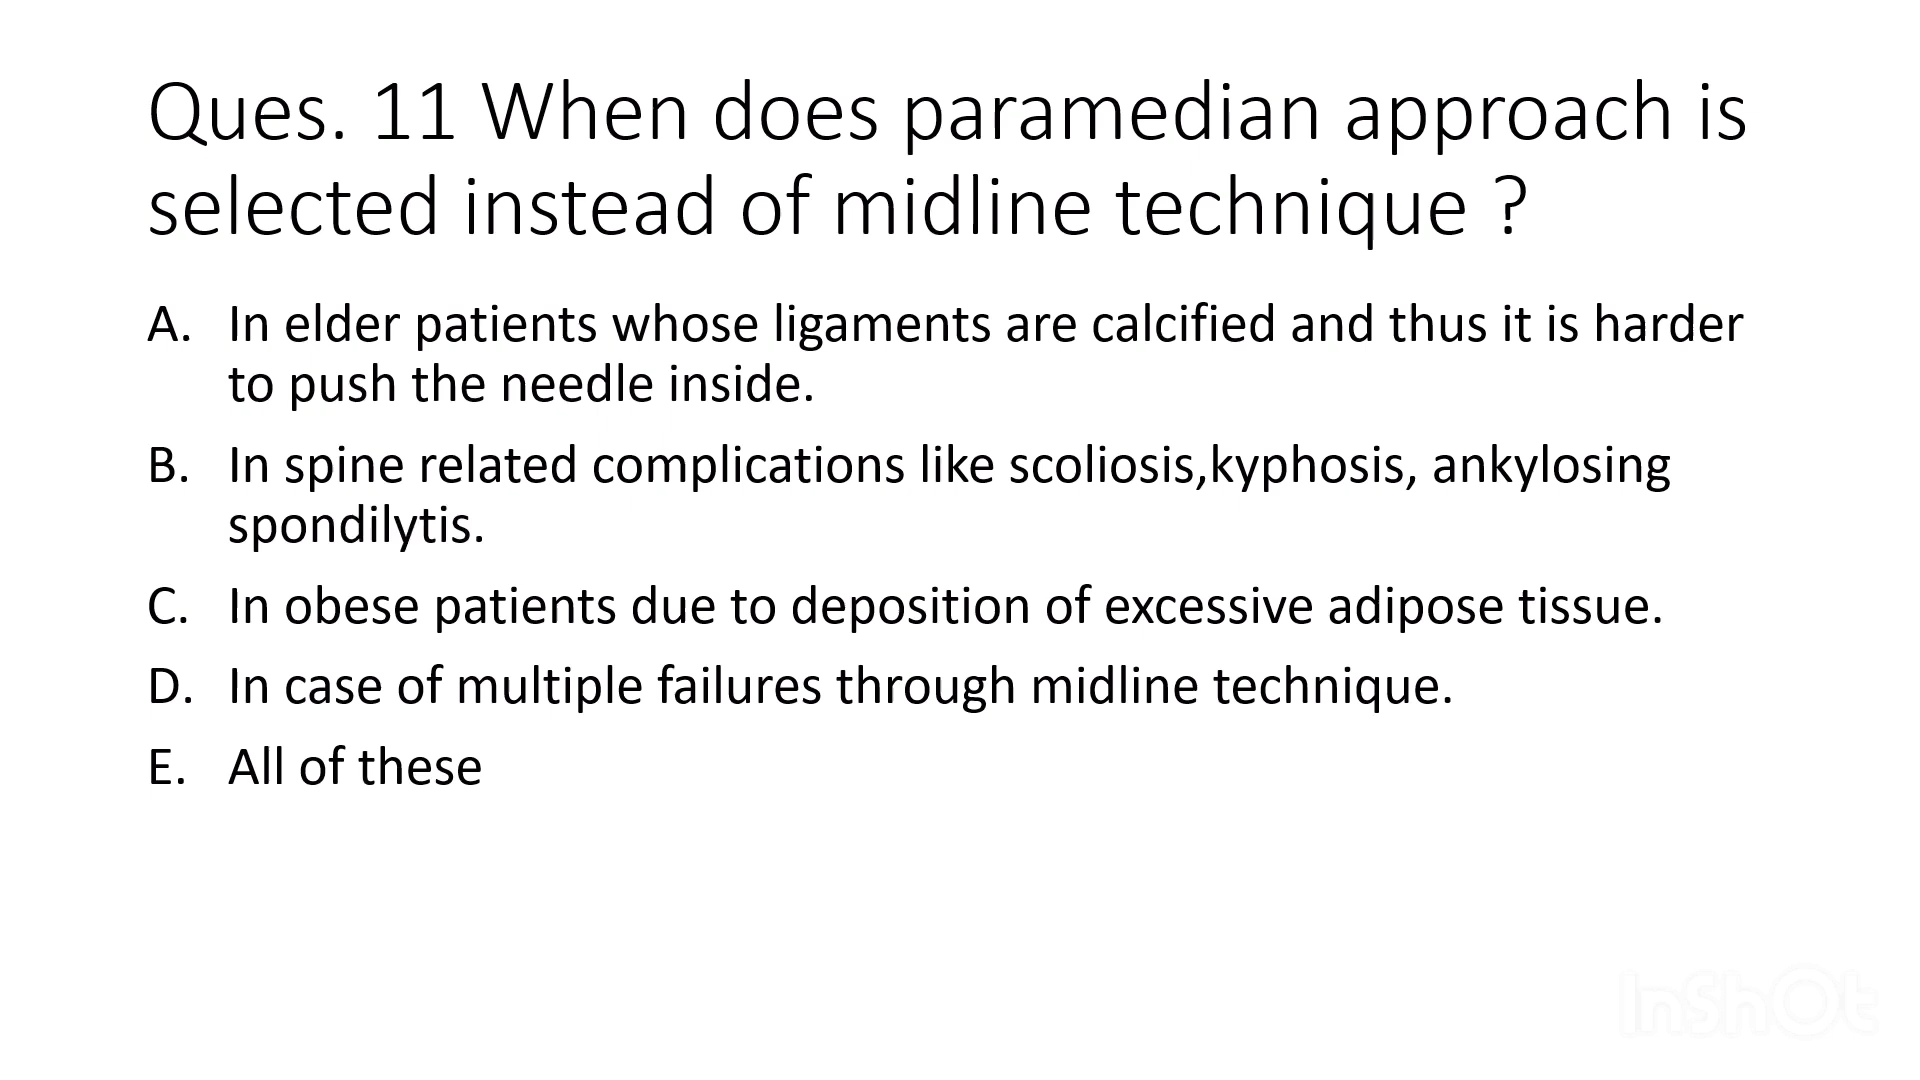 Ques. 11 When does paramedian approach is
selected instead of midline technique ?
A. In elder patients whose ligaments are calcified and thus it is harder
to push the needle inside.
B. In spine related complications like scoliosis,kyphosis, ankylosing
spondilytis.
C. In obese patients due to deposition of excessive adipose tissue.
D. In case of multiple failures through midline technique.
E. All of these
InShOt